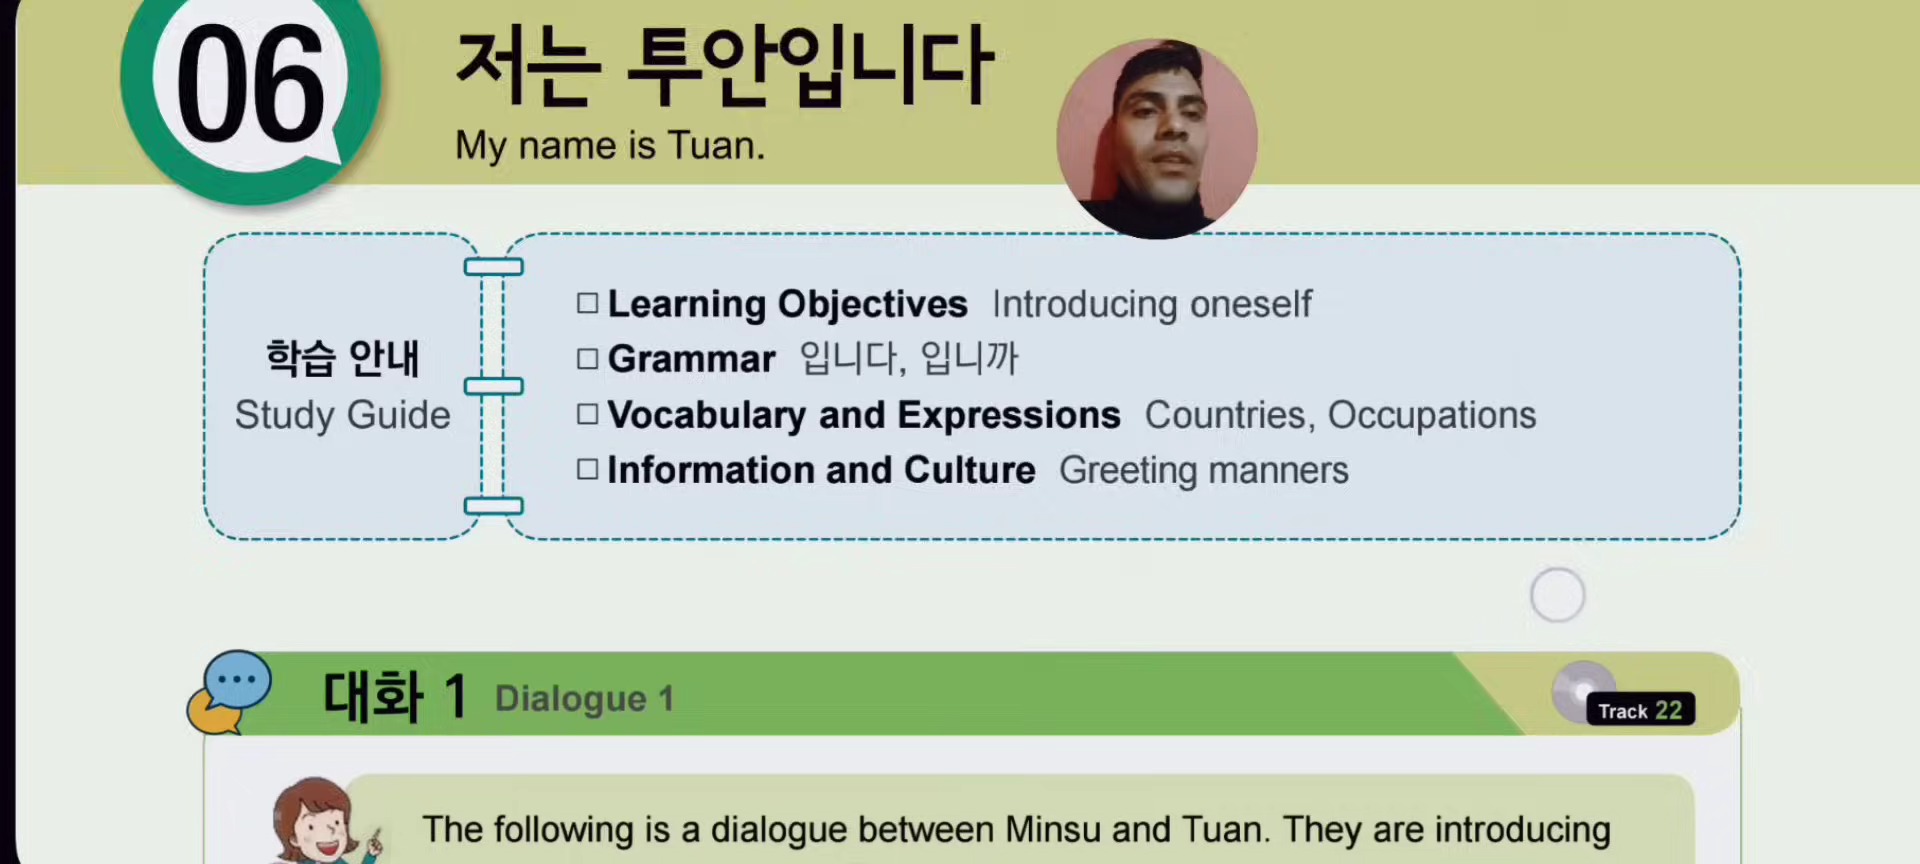 06
저는 투안입니다
My name is Tuan.
학습 안내
Study Guide
□ Learning Objectives Introducing oneself
□ Grammar 입니다, 입니까
□ Vocabulary and Expressions Countries, Occupations
□ Information and Culture Greeting manners
대화 1 Dialogue 1
Track 22
The following is a dialogue between Minsu and Tuan. They are introducing